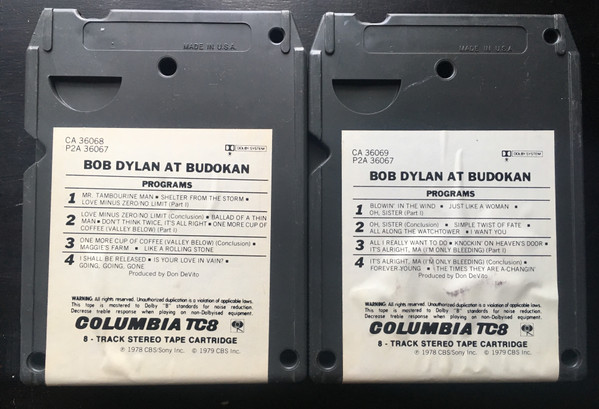 MADE IN U.S.A.
CA 36068
P2A 36067
DOLBY SYSTEM
BOB DYLAN AT BUDOKAN
PROGRAMS
1 MR. TAMBOURINE MAN • SHELTER FROM THE STORM •
LOVE MINUS ZERO/NO LIMIT (Part I)
2 LOVE MINUS ZERO/NO LIMIT (Conclusion) • BALLAD OF A THIN
MAN • DON'T THINK TWICE, IT'S ALL RIGHT • ONE MORE CUP OF
COFFEE (VALLEY BELOW) (Part I)
3 ONE MORE CUP OF COFFEE (VALLEY BELOW) (Conclusion) •
MAGGIE'S FARM • LIKE A ROLLING STONE
4 I SHALL BE RELEASED • IS YOUR LOVE IN VAIN? •
GOING, GOING, GONE
Produced by Don DeVito
WARNING: All rights reserved. Unauthorized duplication is a violation of applicable laws.
This tape is mastered to Dolby "B" standards for noise reduction.
Decrease treble response when playing on non-Dolbyised equipment.
COLUMBIA TC8
8 - TRACK STEREO TAPE CARTRIDGE
℗ 1978 CBS/Sony Inc. © 1979 CBS Inc.
MADE IN U.S.A.
CA 36069
P2A 36067
DOLBY SYSTEM
BOB DYLAN AT BUDOKAN
PROGRAMS
1 BLOWIN' IN THE WIND • JUST LIKE A WOMAN •
OH, SISTER (Part I)
2 OH, SISTER (Conclusion) • SIMPLE TWIST OF FATE •
ALL ALONG THE WATCHTOWER • I WANT YOU
3 ALL I REALLY WANT TO DO • KNOCKIN' ON HEAVEN'S DOOR •
IT'S ALRIGHT, MA (I'M ONLY BLEEDING) (Part I)
4 IT'S ALRIGHT, MA (I'M ONLY BLEEDING) (Conclusion) •
FOREVER YOUNG • THE TIMES THEY ARE A-CHANGIN'
Produced by Don DeVito
WARNING: All rights reserved. Unauthorized duplication is a violation of applicable laws.
This tape is mastered to Dolby "B" standards for noise reduction.
Decrease treble response when playing on non-Dolbyised equipment.
COLUMBIA TC8
8 - TRACK STEREO TAPE CARTRIDGE
℗ 1978 CBS/Sony Inc. © 1979 CBS Inc.